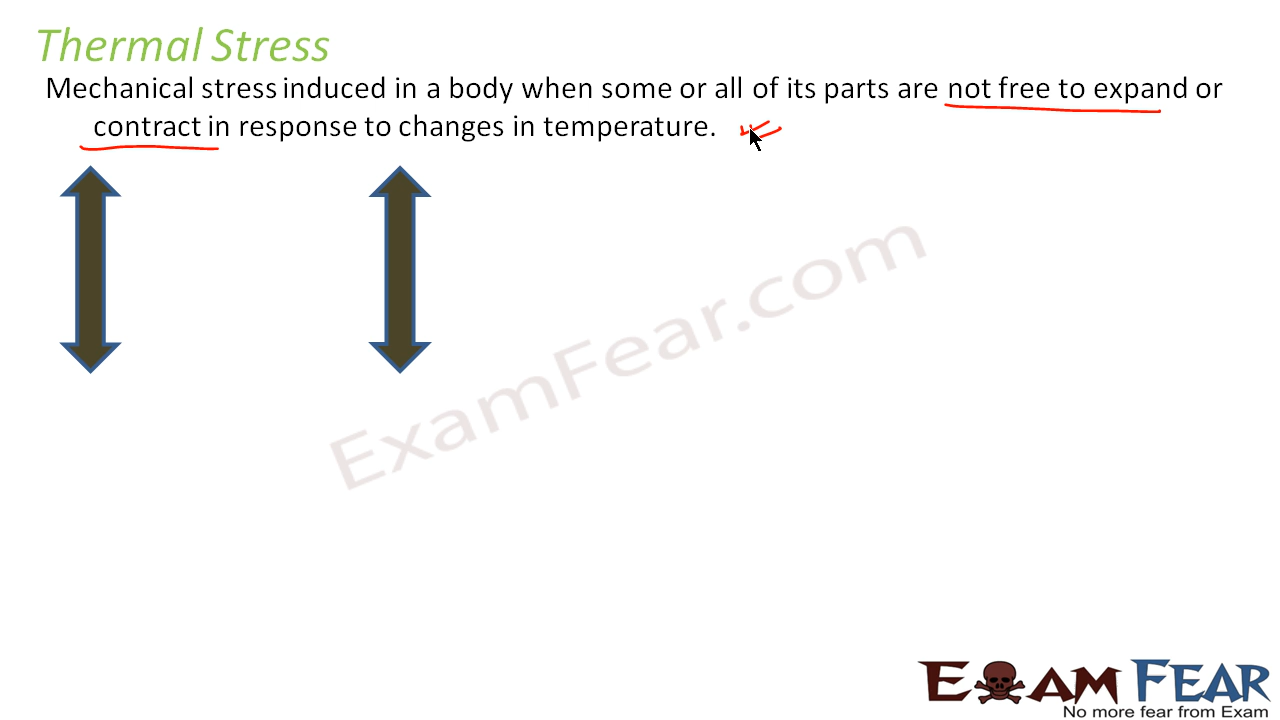 Thermal Stress
Mechanical stress induced in a body when some or all of its parts are not free to expand or
contract in response to changes in temperature.
ExamFear.com
EXAM FEAR
No more fear from Exam